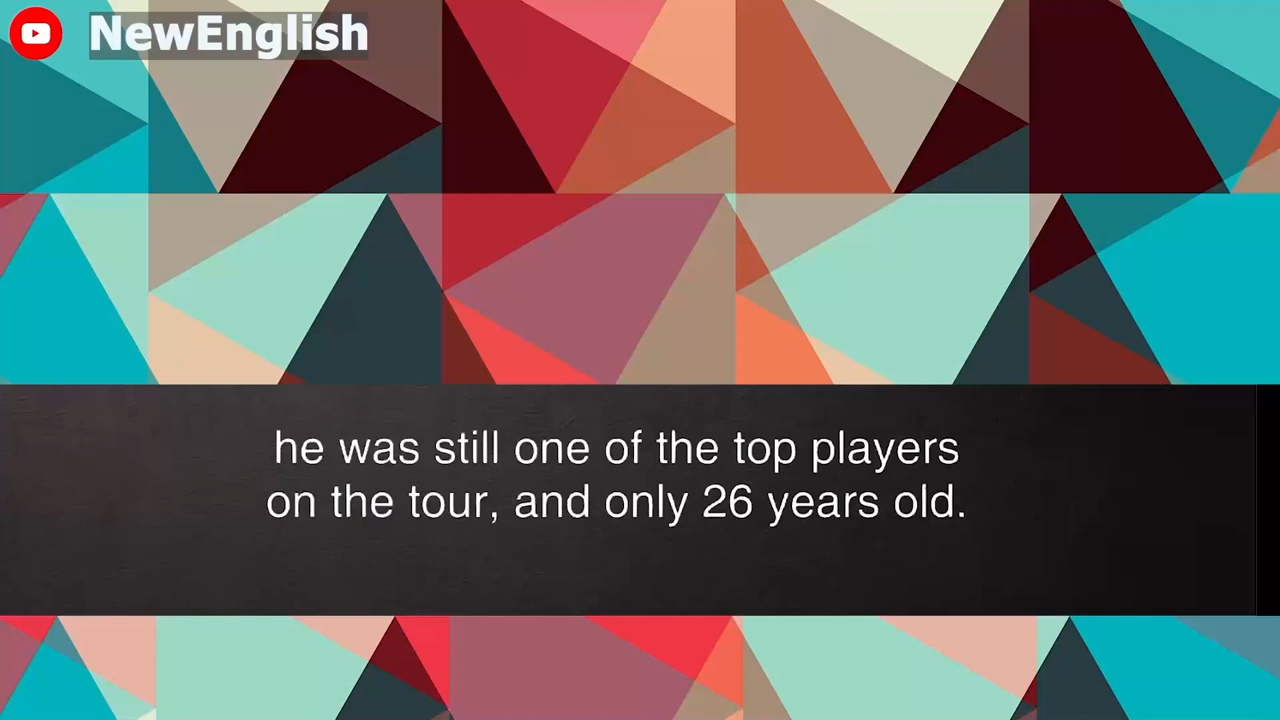 NewEnglish
he was still one of the top players
on the tour, and only 26 years old.